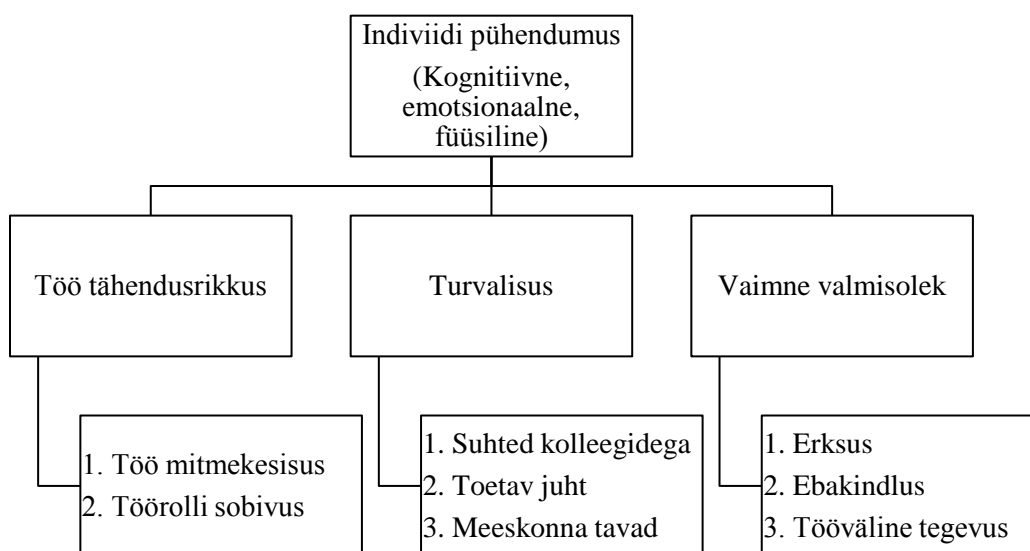 Indiviidi pühendumus
(Kognitiivne,
emotsionaalne,
füüsiline)
Töö tähendusrikkus
Turvalisus
Vaimne valmisolek
1. Töö mitmekesisus
2. Töörolli sobivus
1. Suhted kolleegidega
2. Toetav juht
3. Meeskonna tavad
1. Erksus
2. Ebakindlus
3. Tööväline tegevus